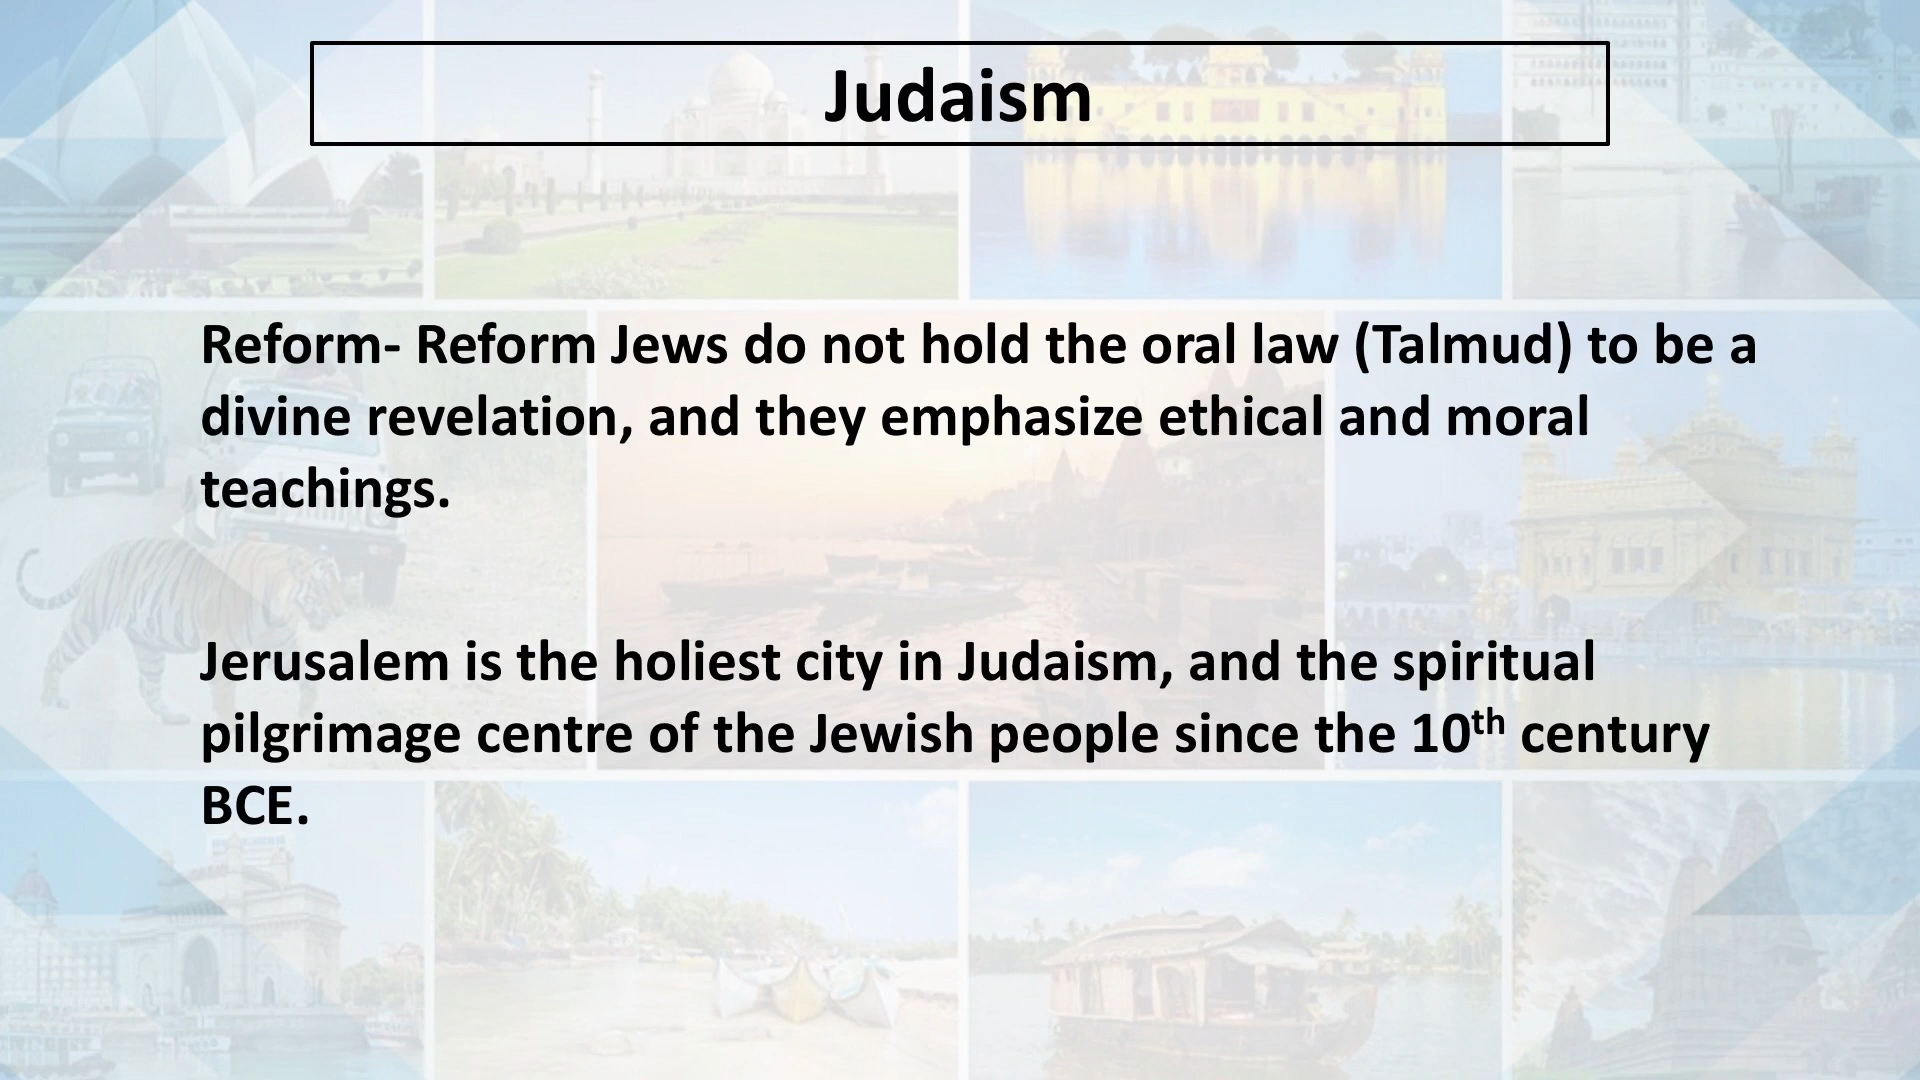 Judaism
Reform- Reform Jews do not hold the oral law (Talmud) to be a
divine revelation, and they emphasize ethical and moral
teachings.
Jerusalem is the holiest city in Judaism, and the spiritual
pilgrimage centre of the Jewish people since the 10th century
BCE.